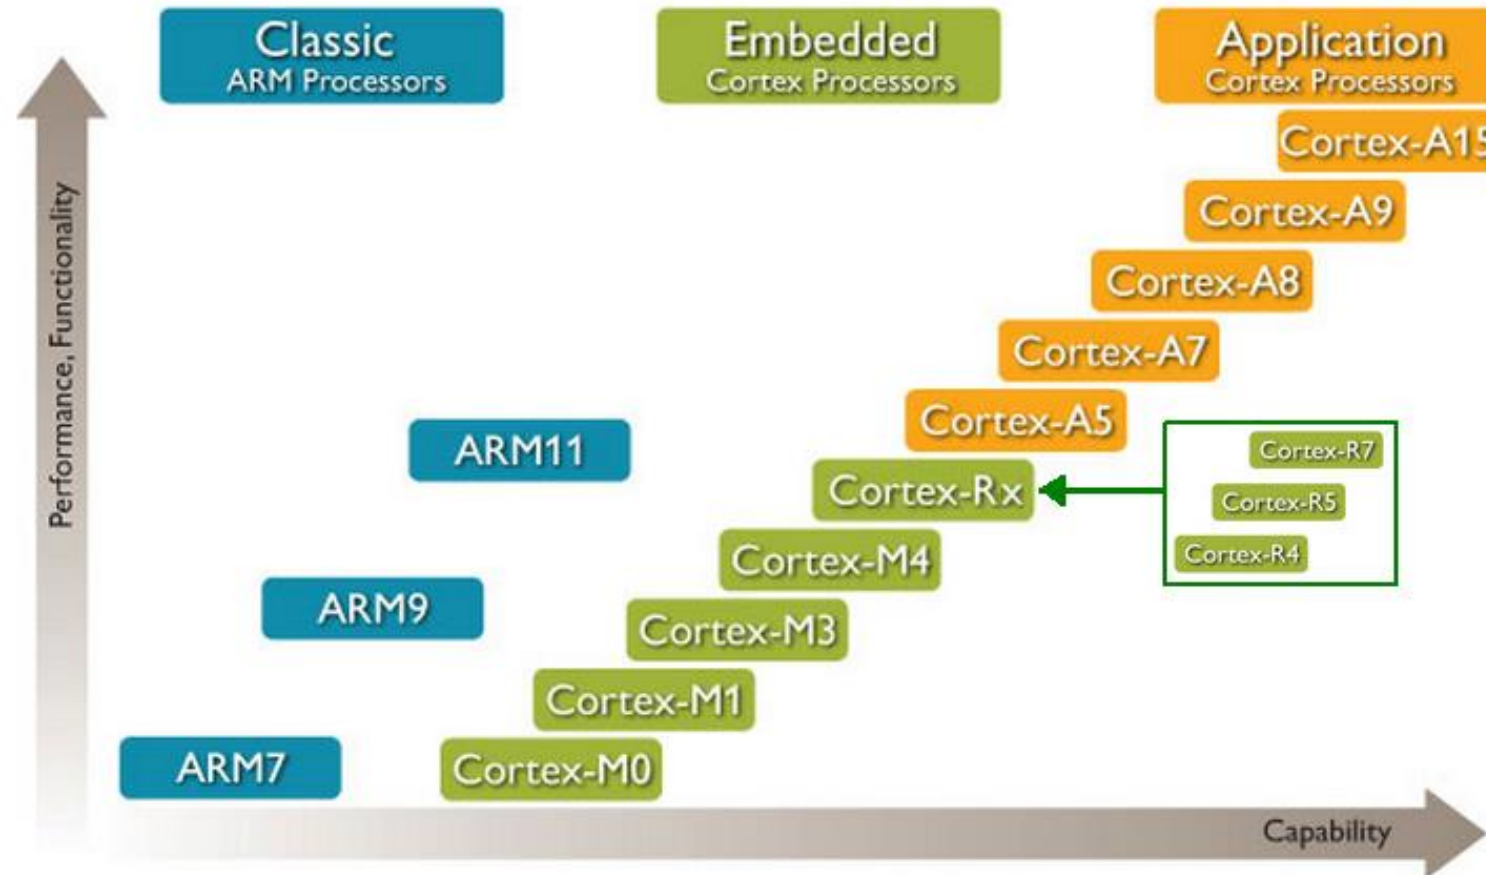 Classic
ARM Processors
Embedded
Cortex Processors
Application
Cortex Processors
Cortex-A15
Cortex-A9
Cortex-A8
Cortex-A7
Cortex-A5
ARM11
Cortex-R7
Cortex-Rx
Cortex-R5
Cortex-R4
Cortex-M4
ARM9
Cortex-M3
Cortex-M1
ARM7
Cortex-M0
Performance, Functionality
Capability